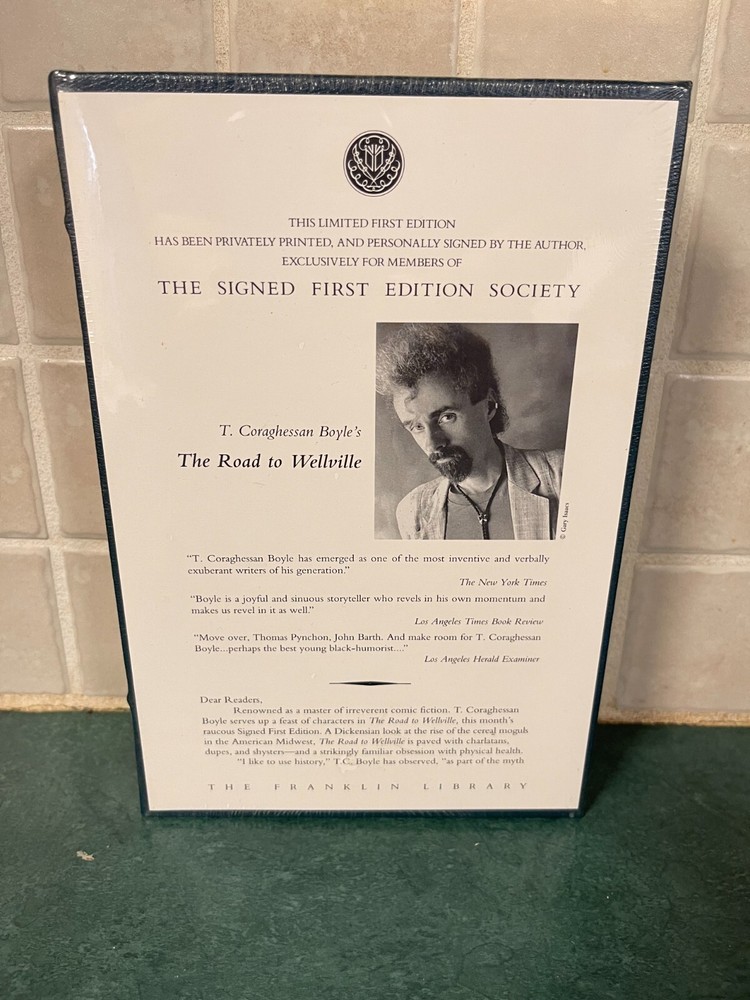 THIS LIMITED FIRST EDITION
HAS BEEN PRIVATELY PRINTED, AND PERSONALLY SIGNED BY THE AUTHOR,
EXCLUSIVELY FOR MEMBERS OF
THE SIGNED FIRST EDITION SOCIETY
T. Coraghessan Boyle's
The Road to Wellville
© Gary Isaacs
"T. Coraghessan Boyle has emerged as one of the most inventive and verbally
exuberant writers of his generation."
The New York Times
"Boyle is a joyful and sinuous storyteller who revels in his own momentum and
makes us revel in it as well."
Los Angeles Times Book Review
"Move over, Thomas Pynchon, John Barth. And make room for T. Coraghessan
Boyle...perhaps the best young black-humorist...."
Los Angeles Herald Examiner
Dear Readers,
Renowned as a master of irreverent comic fiction. T. Coraghessan
Boyle serves up a feast of characters in The Road to Wellville, this month's
raucous Signed First Edition. A Dickensian look at the rise of the cereal moguls
in the American Midwest, The Road to Wellville is paved with charlatans,
dupes, and shysters—and a strikingly familiar obsession with physical health.
"I like to use history," T.C. Boyle has observed, "as part of the myth
THE FRANKLIN LIBRARY